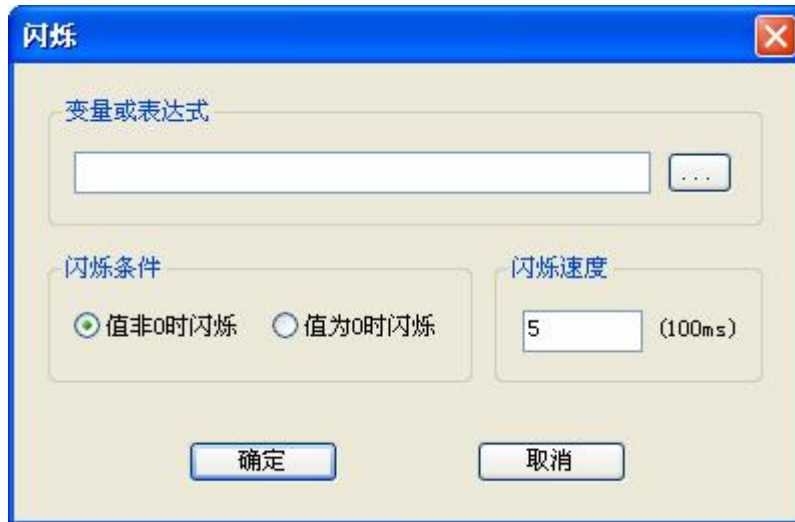 闪烁
变量或表达式
...
闪烁条件
闪烁速度
值非0时闪烁 值为0时闪烁
5 (100ms)
确定 取消